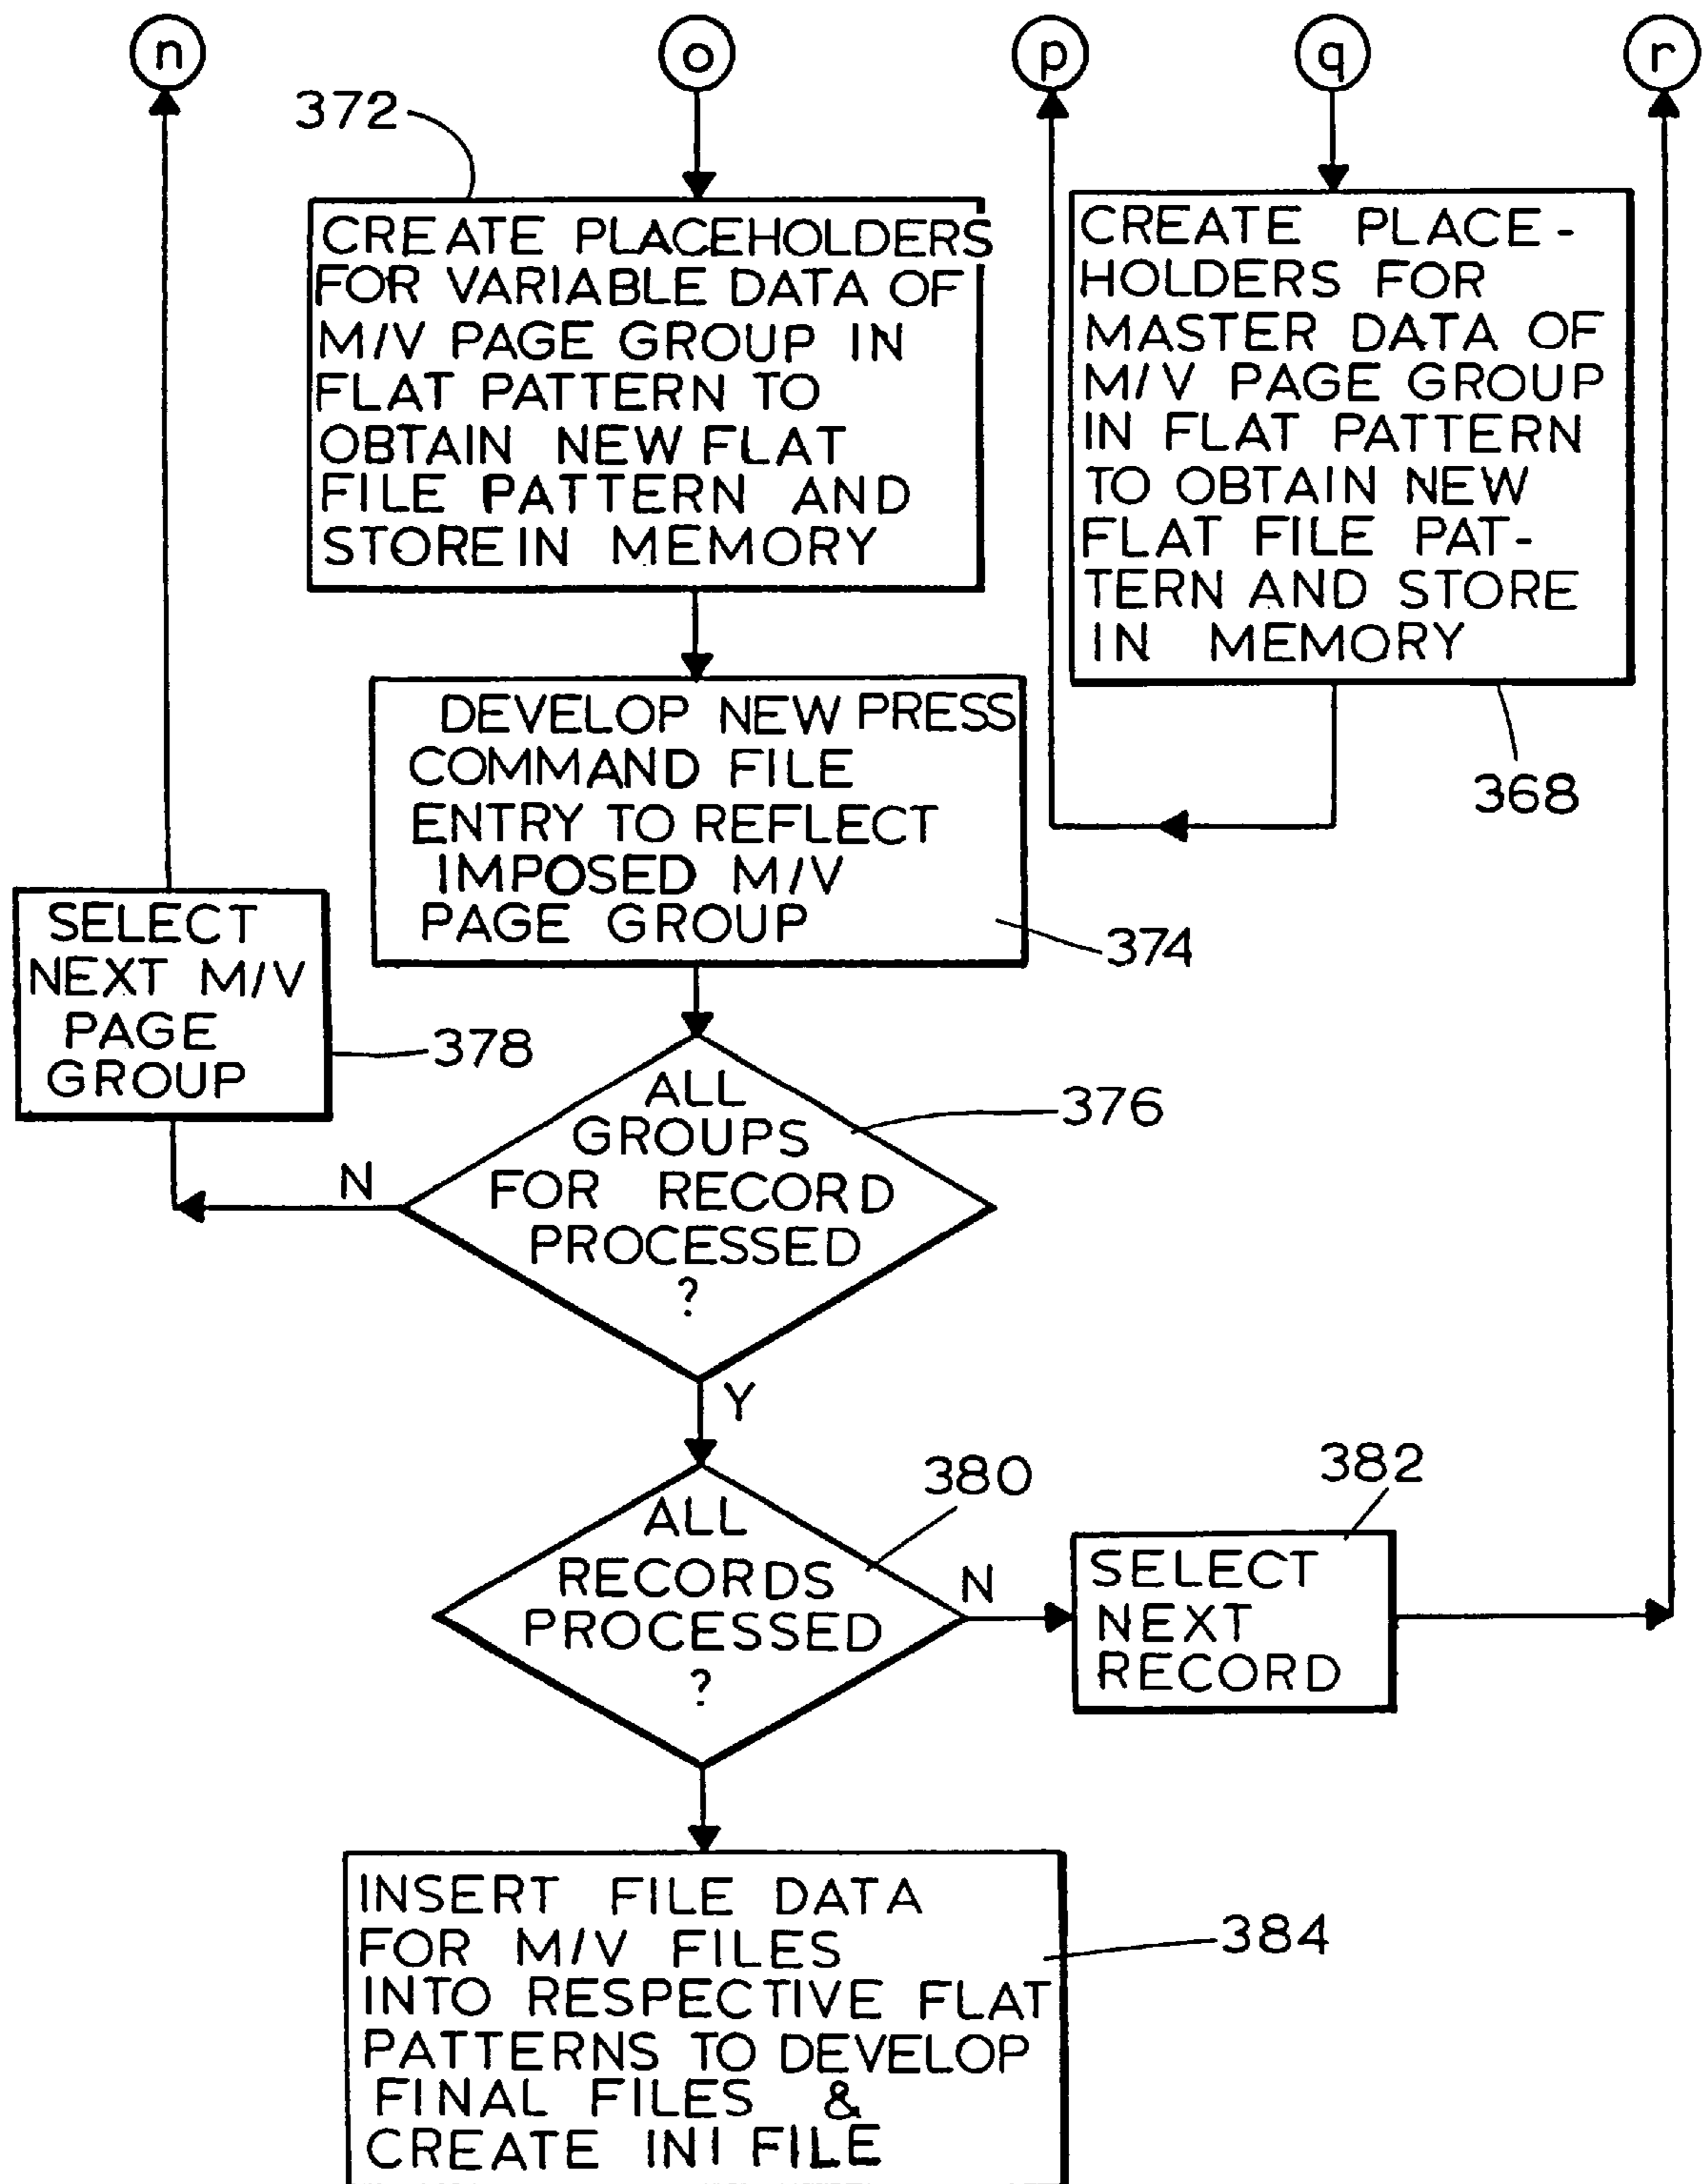 n
o
p
q
r
372
CREATE PLACEHOLDERS
FOR VARIABLE DATA OF
M/V PAGE GROUP IN
FLAT PATTERN TO
OBTAIN NEW FLAT
FILE PATTERN AND
STORE IN MEMORY
CREATE PLACE-
HOLDERS FOR
MASTER DATA OF
M/V PAGE GROUP
IN FLAT PATTERN
TO OBTAIN NEW
FLAT FILE PAT-
TERN AND STORE
IN MEMORY
368
DEVELOP NEW PRESS
COMMAND FILE
ENTRY TO REFLECT
IMPOSED M/V
PAGE GROUP
374
SELECT
NEXT M/V
PAGE
GROUP
378
ALL
GROUPS
FOR RECORD
PROCESSED
?
376
N
Y
ALL
RECORDS
PROCESSED
?
380
N
382
SELECT
NEXT
RECORD
INSERT FILE DATA
FOR M/V FILES
INTO RESPECTIVE FLAT
PATTERNS TO DEVELOP
FINAL FILES &
CREATE INI FILE
384